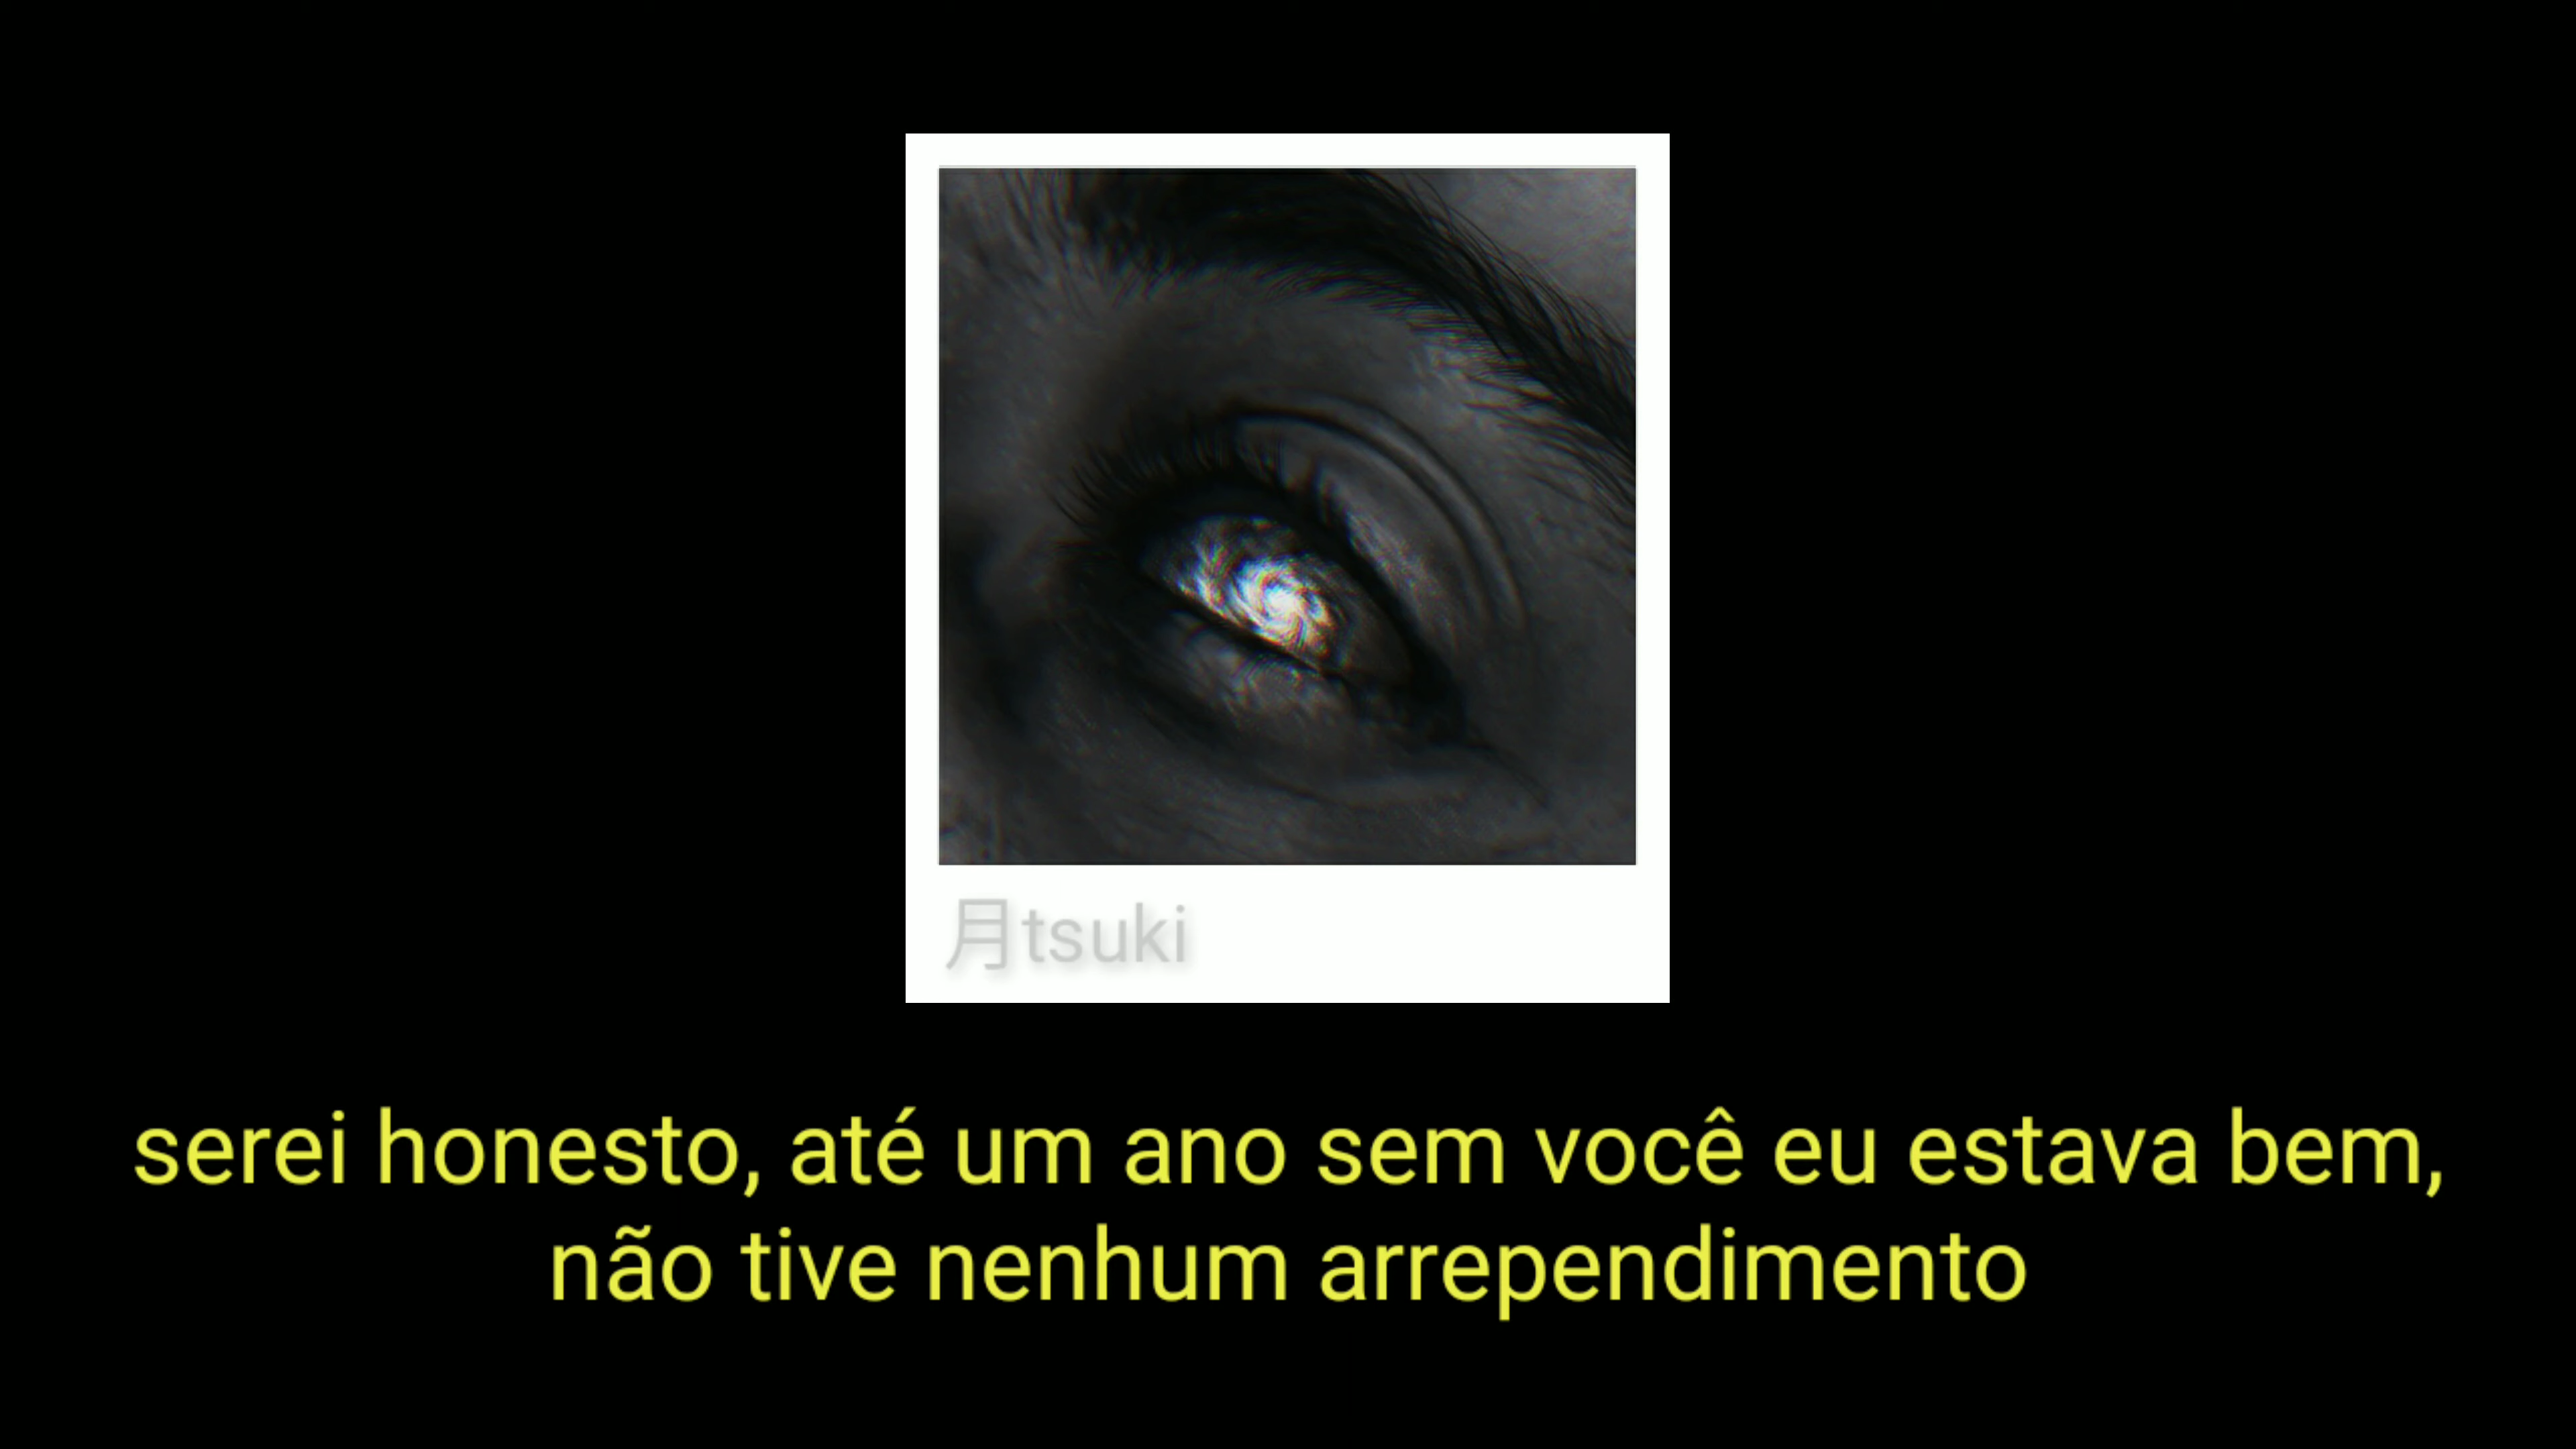 月tsuki
serei honesto, até um ano sem você eu estava bem,
não tive nenhum arrependimento